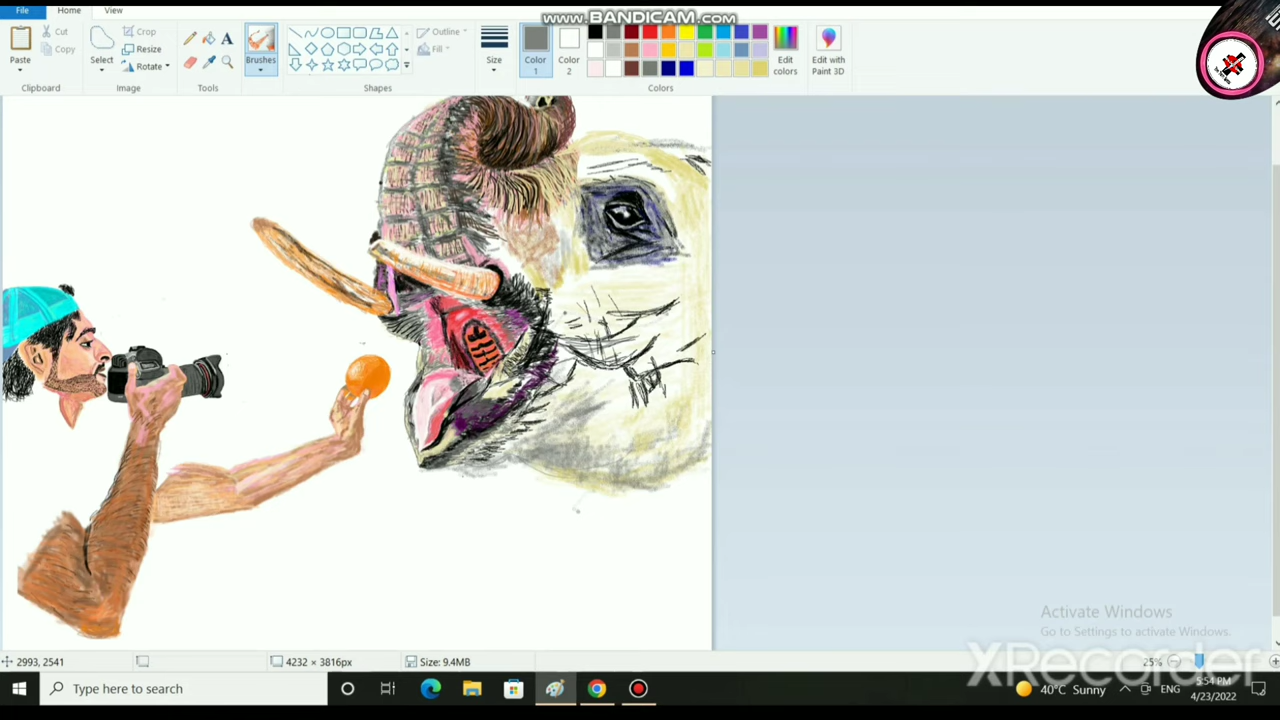 www.BANDICAM.com
File Home View
Paste
Cut
Copy
Clipboard
Select
Crop
Resize
Rotate
Image
A
Tools
Brushes
Outline
Fill
Shapes
Size
Color 1
Color 2
Edit colors
Colors
Edit with Paint 3D
Activate Windows
Go to Settings to activate Windows.
XRecorder
2993, 2541
4232 × 3816px
Size: 9.4MB
25%
Type here to search
40°C Sunny
ENG
5:54 PM
4/23/2022